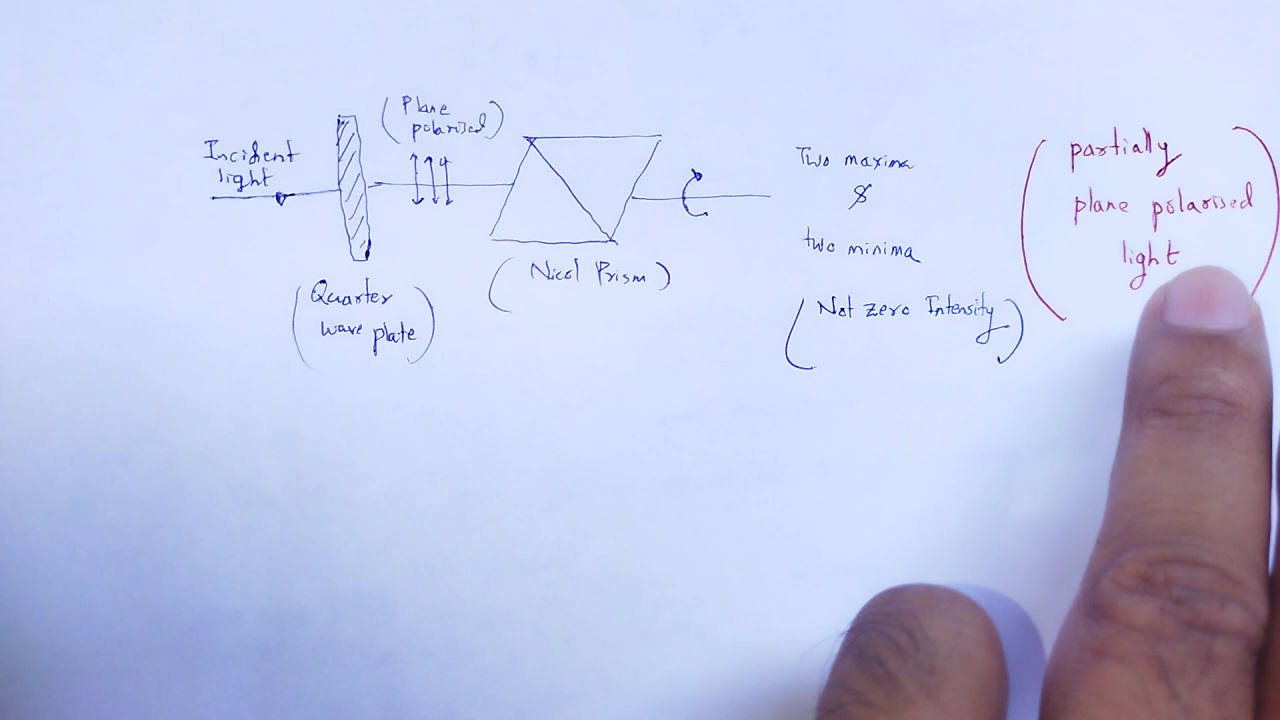 Incident
light
(Plane
polarised)
(Quarter
wave plate)
(Nicol Prism)
Two maxima
&
two minima
(Not zero Intensity)
(partially
plane polarised
light)